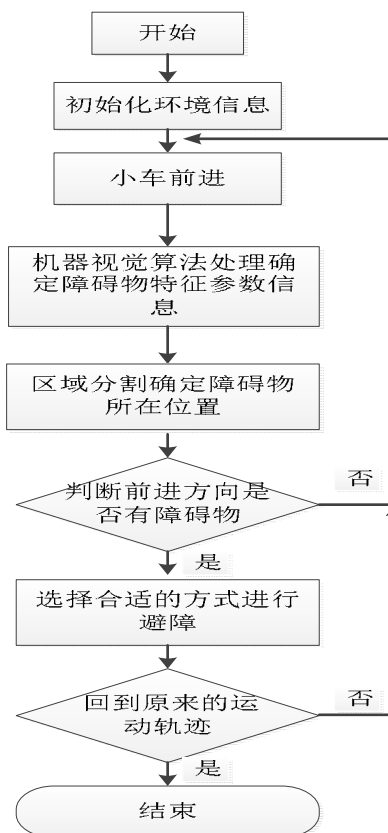 开始
初始化环境信息
小车前进
机器视觉算法处理确
定障碍物特征参数信
息
区域分割确定障碍物
所在位置
判断前进方向是
否有障碍物
否
是
选择合适的方式进行
避障
回到原来的运
动轨迹
否
是
结束